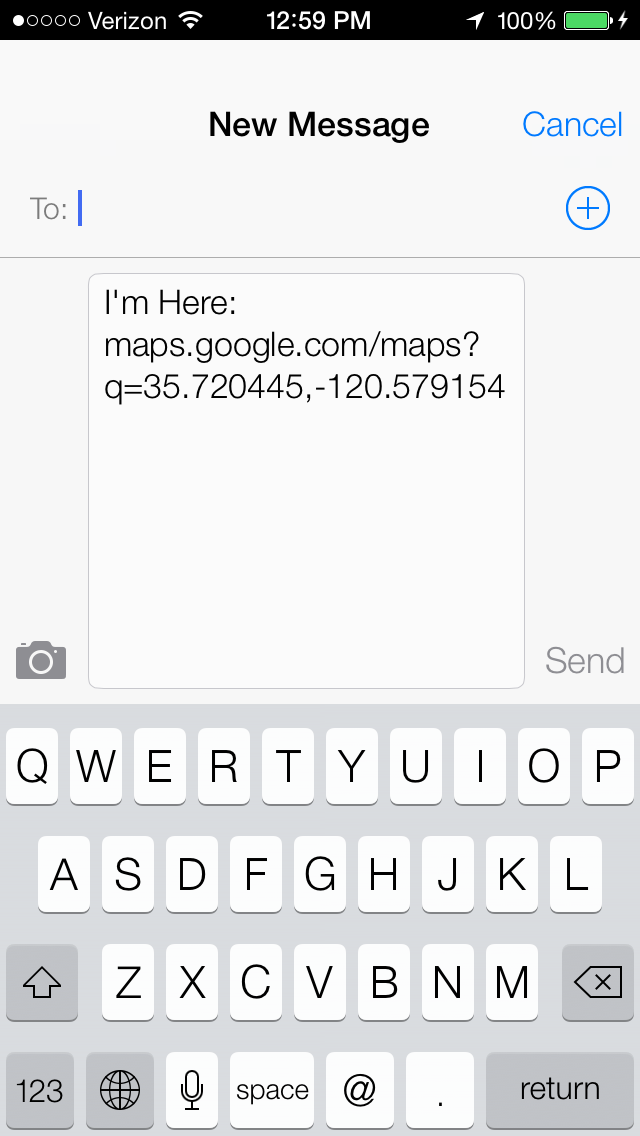 Verizon 12:59 PM 100%
New Message Cancel
To:
I'm Here:
maps.google.com/maps?
q=35.720445,-120.579154
Send
Q W E R T Y U I O P
A S D F G H J K L
Z X C V B N M
123 space @ . return